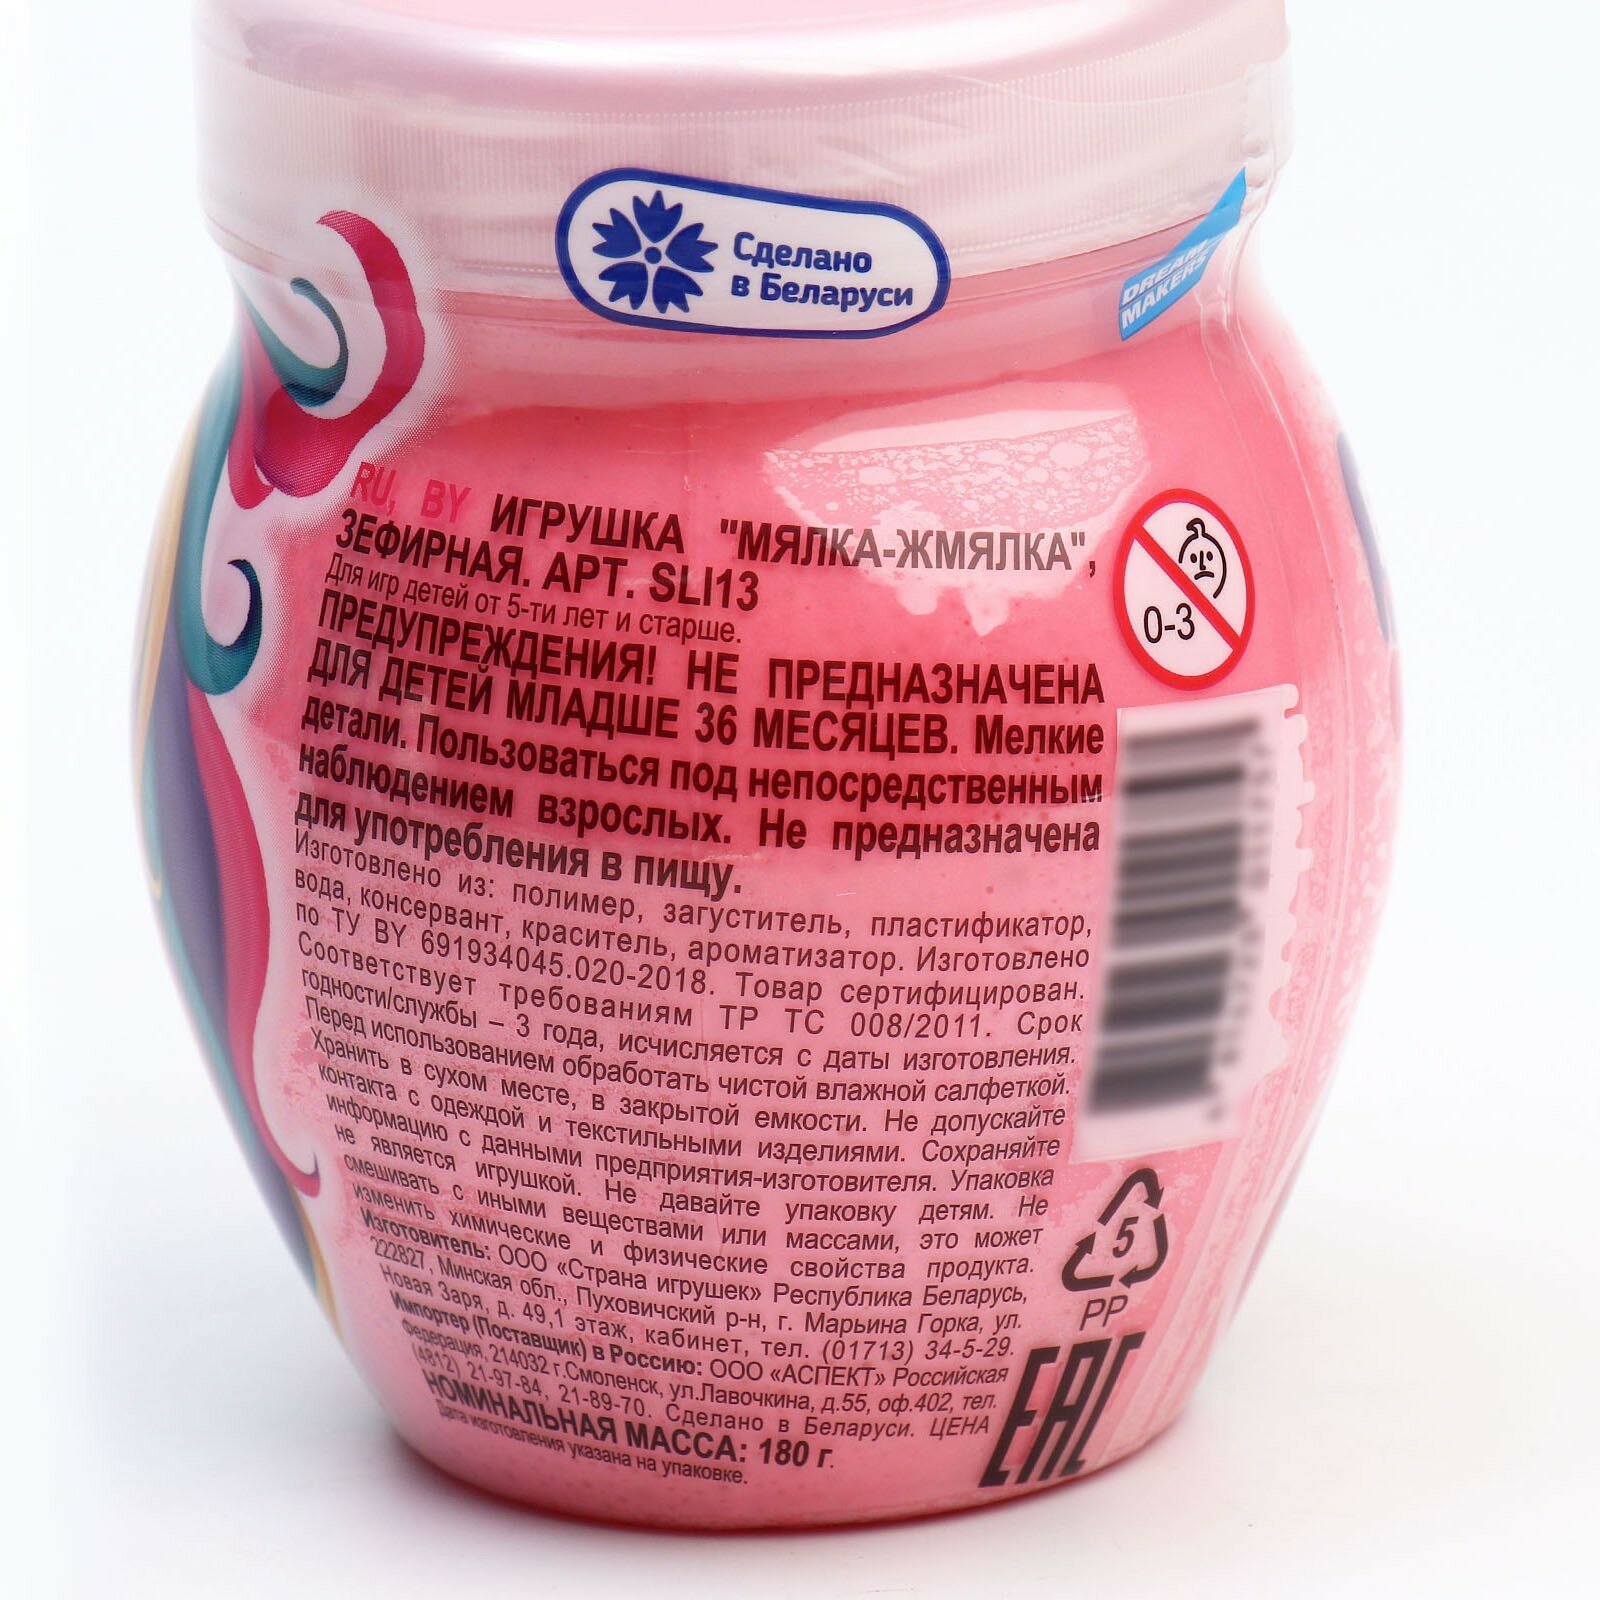 Сделано
в Беларуси
DREAM
MAKERS
RU, BY ИГРУШКА "МЯЛКА-ЖМЯЛКА",
ЗЕФИРНАЯ. АРТ. SLI13
Для игр детей от 5-ти лет и старше.
ПРЕДУПРЕЖДЕНИЯ! НЕ ПРЕДНАЗНАЧЕНА
ДЛЯ ДЕТЕЙ МЛАДШЕ 36 МЕСЯЦЕВ. Мелкие
детали. Пользоваться под непосредственным
наблюдением взрослых. Не предназначена
для употребления в пищу.
Изготовлено из: полимер, загуститель, пластификатор,
вода, консервант, краситель, ароматизатор. Изготовлено
по ТУ BY 691934045.020-2018. Товар сертифицирован.
Соответствует требованиям ТР ТС 008/2011. Срок
годности/службы – 3 года, исчисляется с даты изготовления.
Перед использованием обработать чистой влажной салфеткой.
Хранить в сухом месте, в закрытой емкости. Не допускайте
контакта с одеждой и текстильными изделиями. Сохраняйте
информацию с данными предприятия-изготовителя. Упаковка
не является игрушкой. Не давайте упаковку детям. Не
смешивать с иными веществами или массами, это может
изменить химические и физические свойства продукта.
Изготовитель: ООО «Страна игрушек» Республика Беларусь,
222827, Минская обл., Пуховичский р-н, г. Марьина Горка, ул.
Новая Заря, д. 49,1 этаж, кабинет, тел. (01713) 34-5-29.
Импортер (Поставщик) в Россию: ООО «АСПЕКТ» Российская
Федерация, 214032 г.Смоленск, ул.Лавочкина, д.55, оф.402, тел.
(4812) 21-97-84, 21-89-70. Сделано в Беларуси. ЦЕНА
НОМИНАЛЬНАЯ МАССА: 180 г.
Дата изготовления указана на упаковке.
0-3
5
PP
EAC